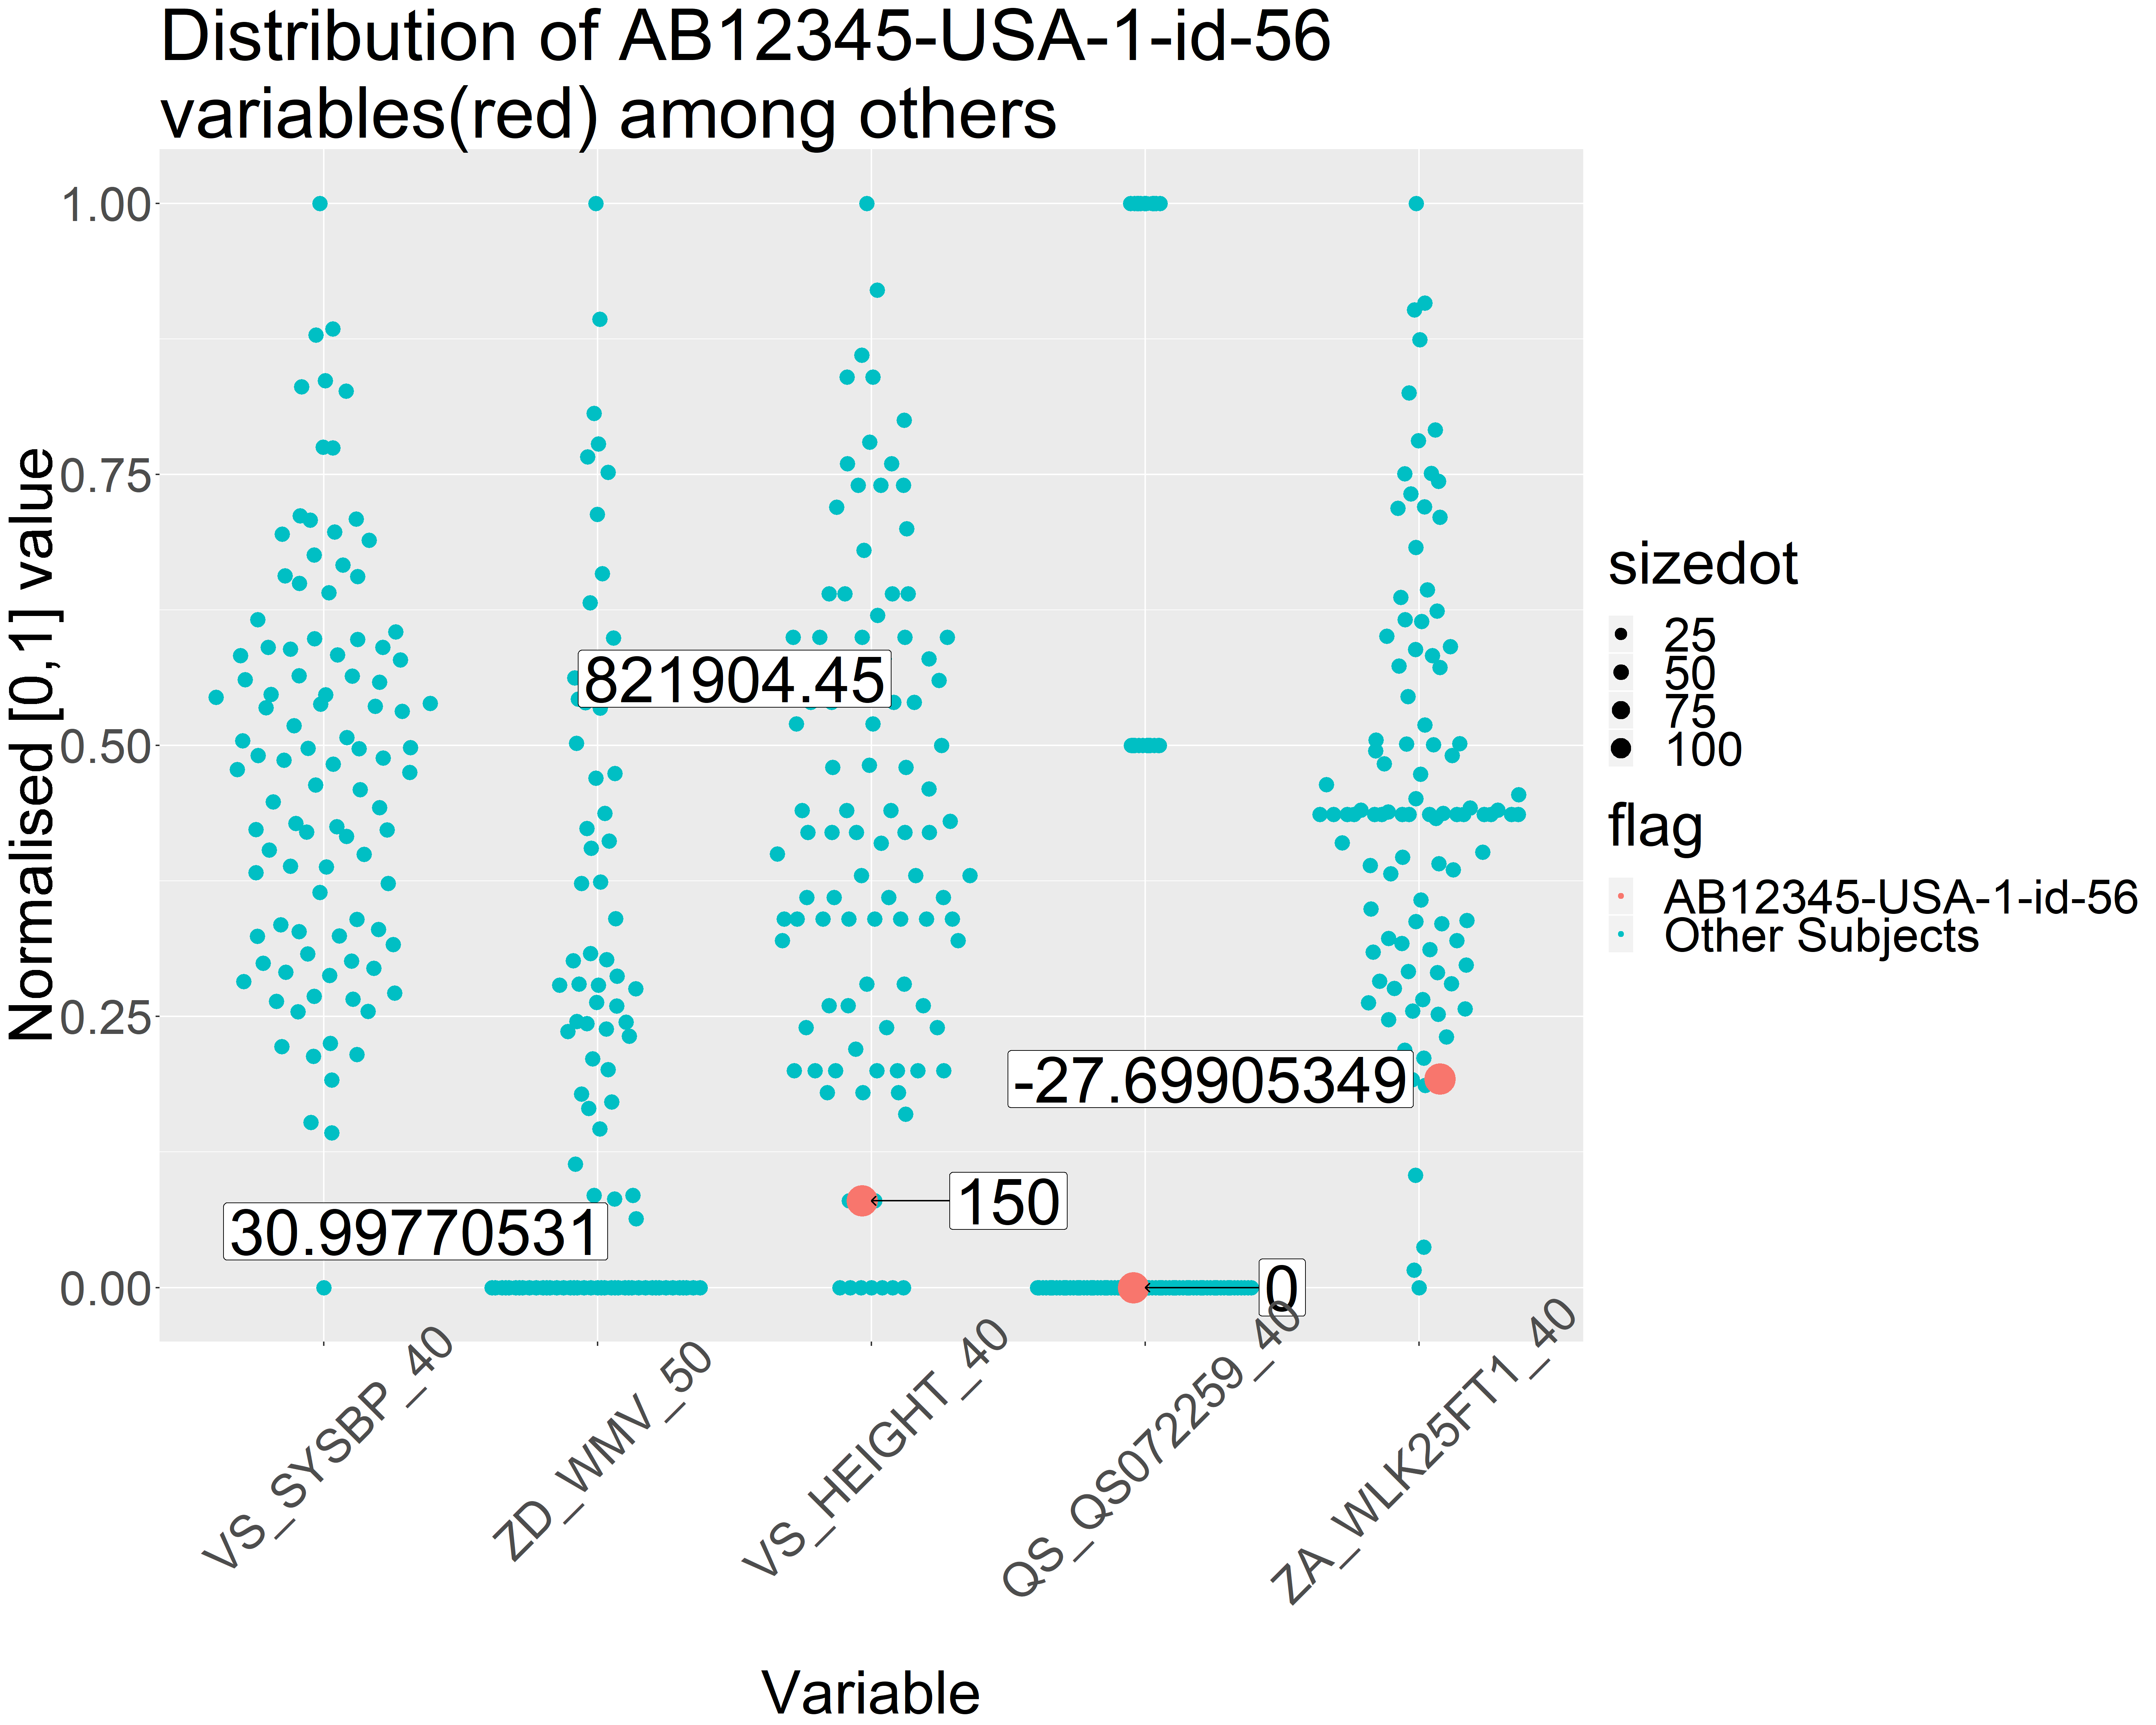 Distribution of AB12345-USA-1-id-56
variables(red) among others
Normalised [0,1] value
1.00
0.75
0.50
0.25
0.00
821904.45
-27.69905349
150
30.99770531
0
VS_SYSBP_40
ZD_WMV_50
VS_HEIGHT_40
QS_QS072259_40
ZA_WLK25FT1_40
Variable
sizedot
25
50
75
100
flag
AB12345-USA-1-id-56
Other Subjects